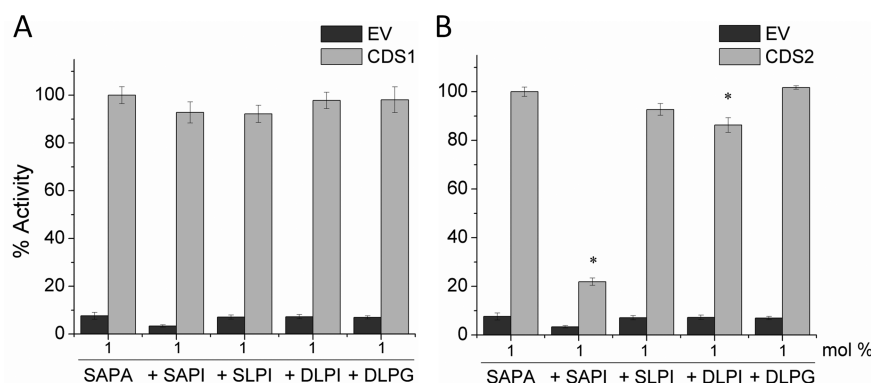 A
EV
CDS1
% Activity
100
80
60
40
20
0
1 1 1 1 1
SAPA + SAPI + SLPI + DLPI + DLPG
B
EV
CDS2
100
80
60
40
20
0
*
*
1 1 1 1 1 mol %
SAPA + SAPI + SLPI + DLPI + DLPG